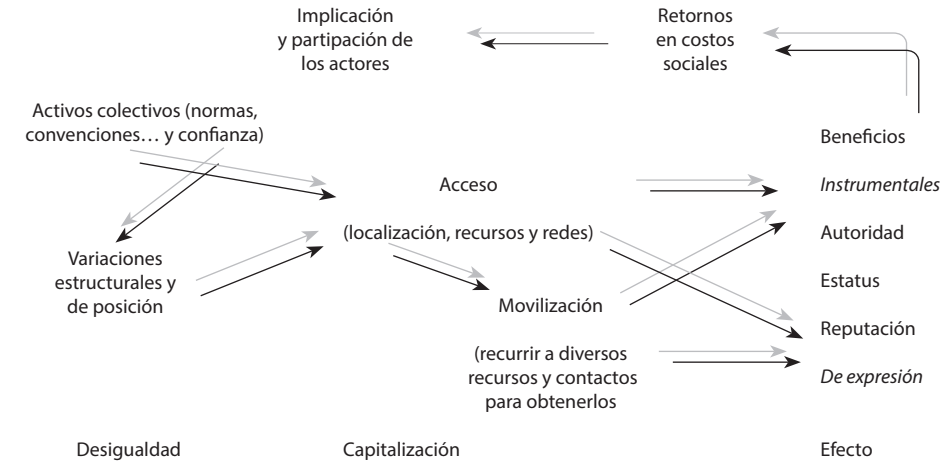 Implicación
y partipación de
los actores
Retornos
en costos
sociales
Activos colectivos (normas,
convenciones… y confianza)
Beneficios
Acceso
Instrumentales
(localización, recursos y redes)
Autoridad
Variaciones
estructurales y
de posición
Estatus
Movilización
Reputación
(recurrir a diversos
recursos y contactos
para obtenerlos
De expresión
Desigualdad
Capitalización
Efecto